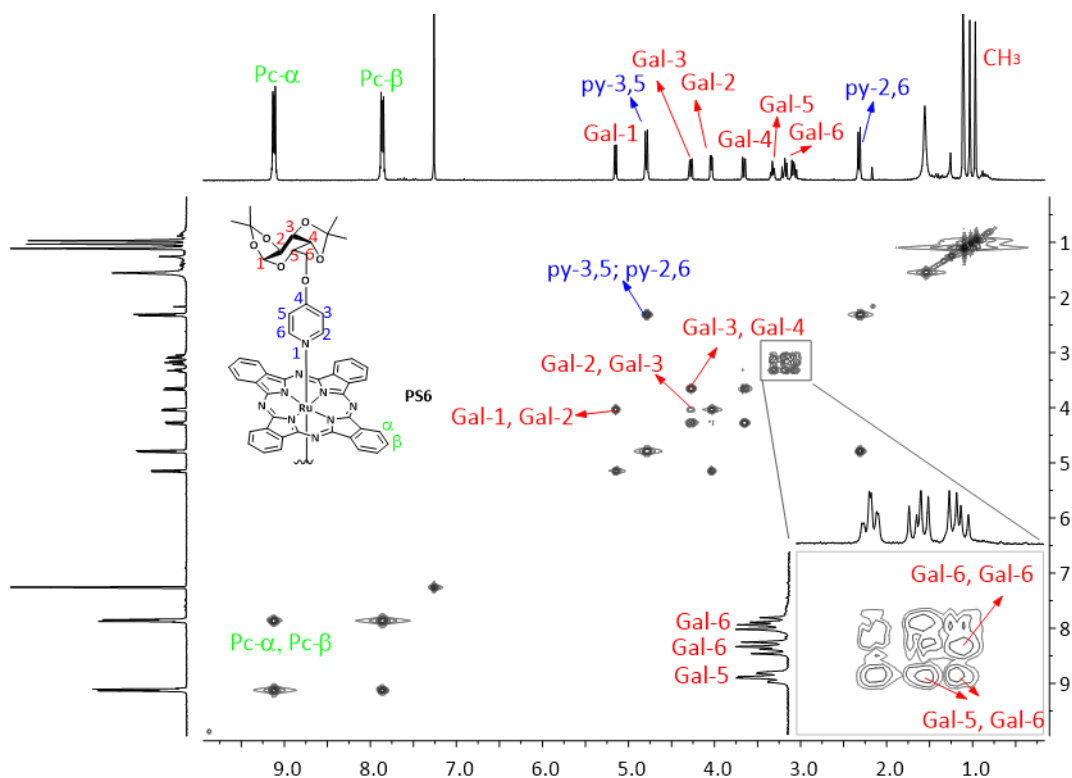 Pc-α
Pc-β
Gal-1
py-3,5
Gal-3
Gal-2
Gal-4
Gal-5
Gal-6
py-2,6
CH3
O
O
O
O
O
O
1
2
3
4
5
6
4
5
3
6
2
1
N
N
N
N
N
N
N
N
N
Ru
α
β
PS6
py-3,5; py-2,6
Gal-3, Gal-4
Gal-2, Gal-3
Gal-1, Gal-2
Pc-α, Pc-β
Gal-6, Gal-6
Gal-6
Gal-6
Gal-5
Gal-5, Gal-6
1
2
3
4
5
6
7
8
9
9.0 8.0 7.0 6.0 5.0 4.0 3.0 2.0 1.0